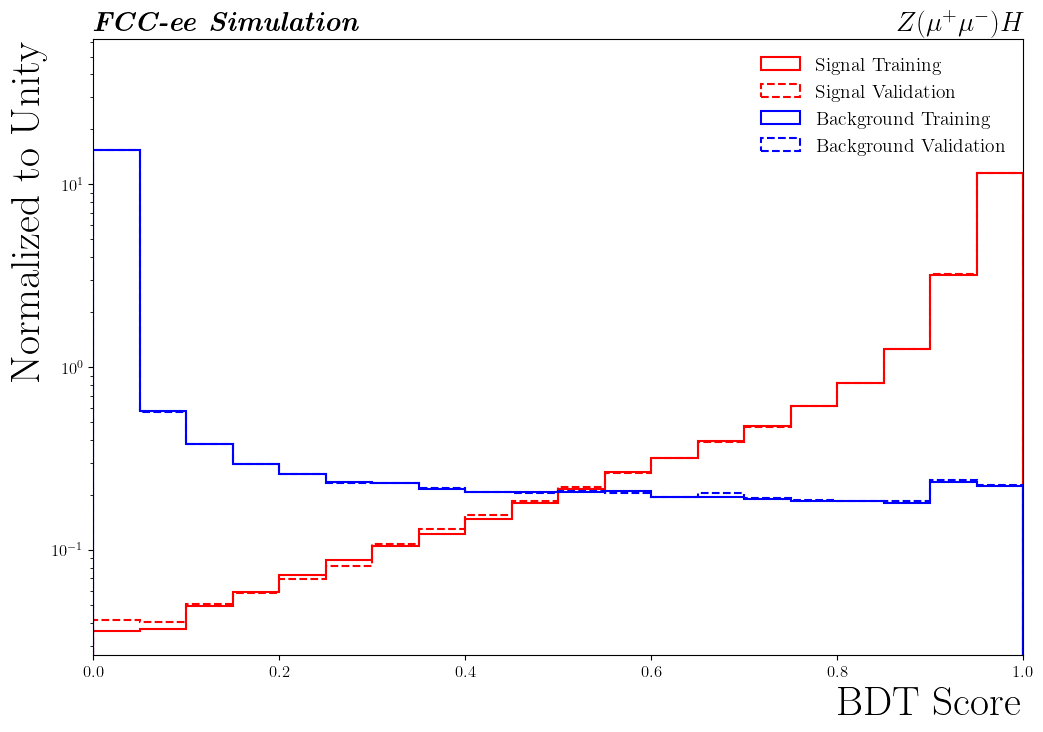 FCC-ee Simulation
Z(μ⁺μ⁻)H
Normalized to Unity
Signal Training
Signal Validation
Background Training
Background Validation
10¹
10⁰
10⁻¹
0.0 0.2 0.4 0.6 0.8 1.0
BDT Score